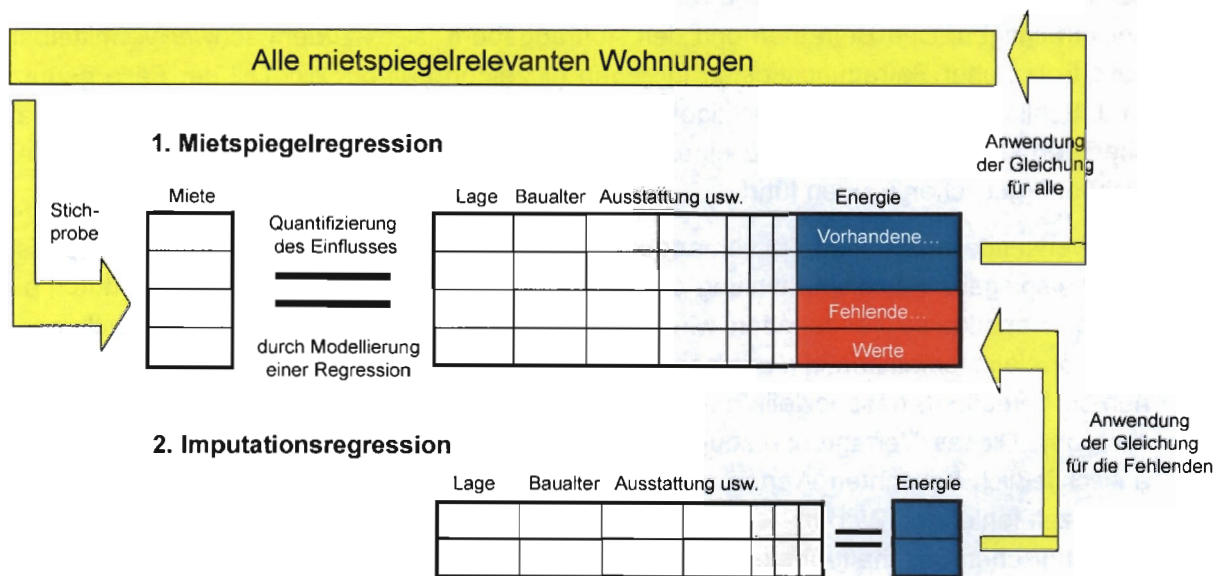 Alle mietspiegelrelevanten Wohnungen
1. Mietspiegelregression
Anwendung
der Gleichung
für alle
Stich-
probe
Miete
Quantifizierung
des Einflusses
durch Modellierung
einer Regression
Lage Baualter Ausstattung usw. Energie
Vorhandene...
Fehlende...
Werte
2. Imputationsregression
Anwendung
der Gleichung
für die Fehlenden
Lage Baualter Ausstattung usw. Energie